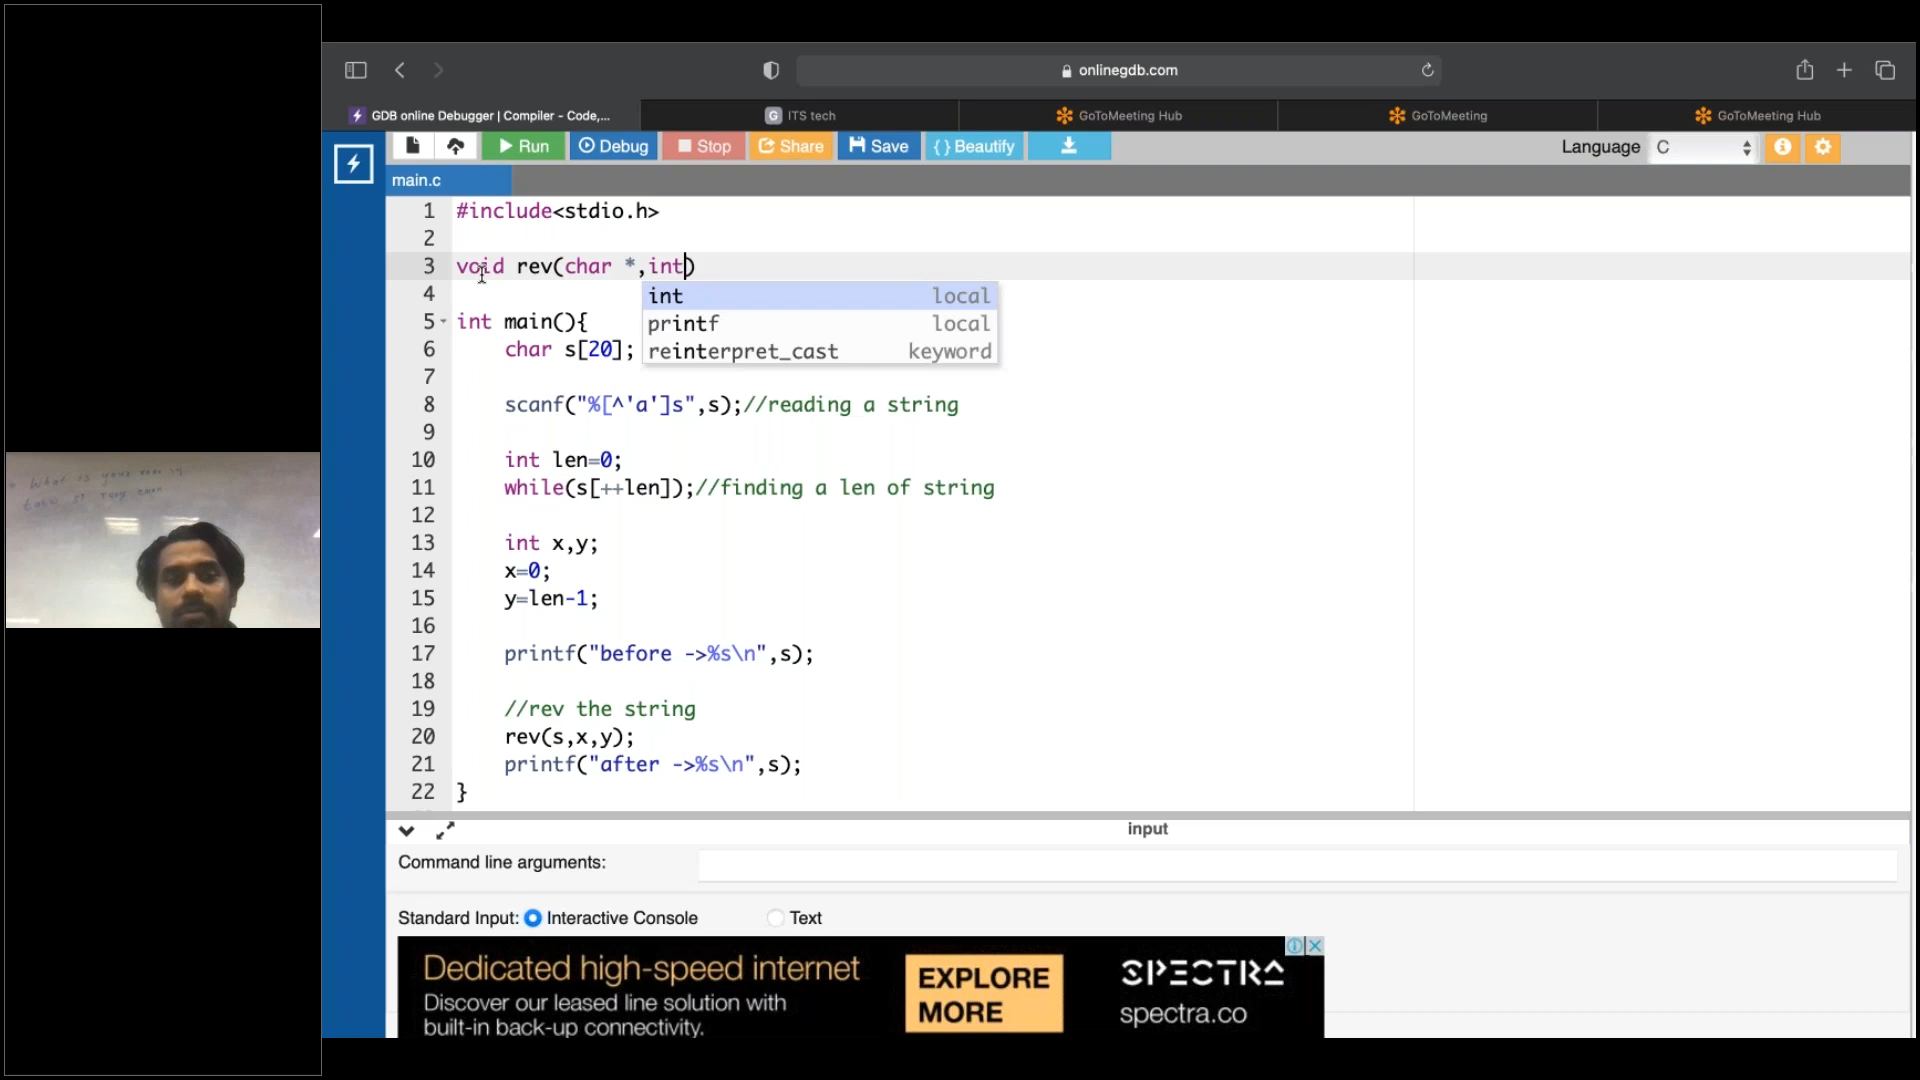 onlinegdb.com
GDB online Debugger | Compiler - Code,...
G ITS tech
GoToMeeting Hub
GoToMeeting
GoToMeeting Hub
Run
Debug
Stop
Share
Save
{ } Beautify
Language C
main.c
1 #include<stdio.h>
2
3 void rev(char *,int)
4
int local
printf local
reinterpret_cast keyword
5 int main(){
6 char s[20];
7
8 scanf("%[^'a']s",s);//reading a string
9
10 int len=0;
11 while(s[++len]);//finding a len of string
12
13 int x,y;
14 x=0;
15 y=len-1;
16
17 printf("before ->%s\n",s);
18
19 //rev the string
20 rev(s,x,y);
21 printf("after ->%s\n",s);
22 }
input
Command line arguments:
Standard Input: Interactive Console Text
Dedicated high-speed internet
Discover our leased line solution with
built-in back-up connectivity.
EXPLORE
MORE
SPECTRA
spectra.co
What is your